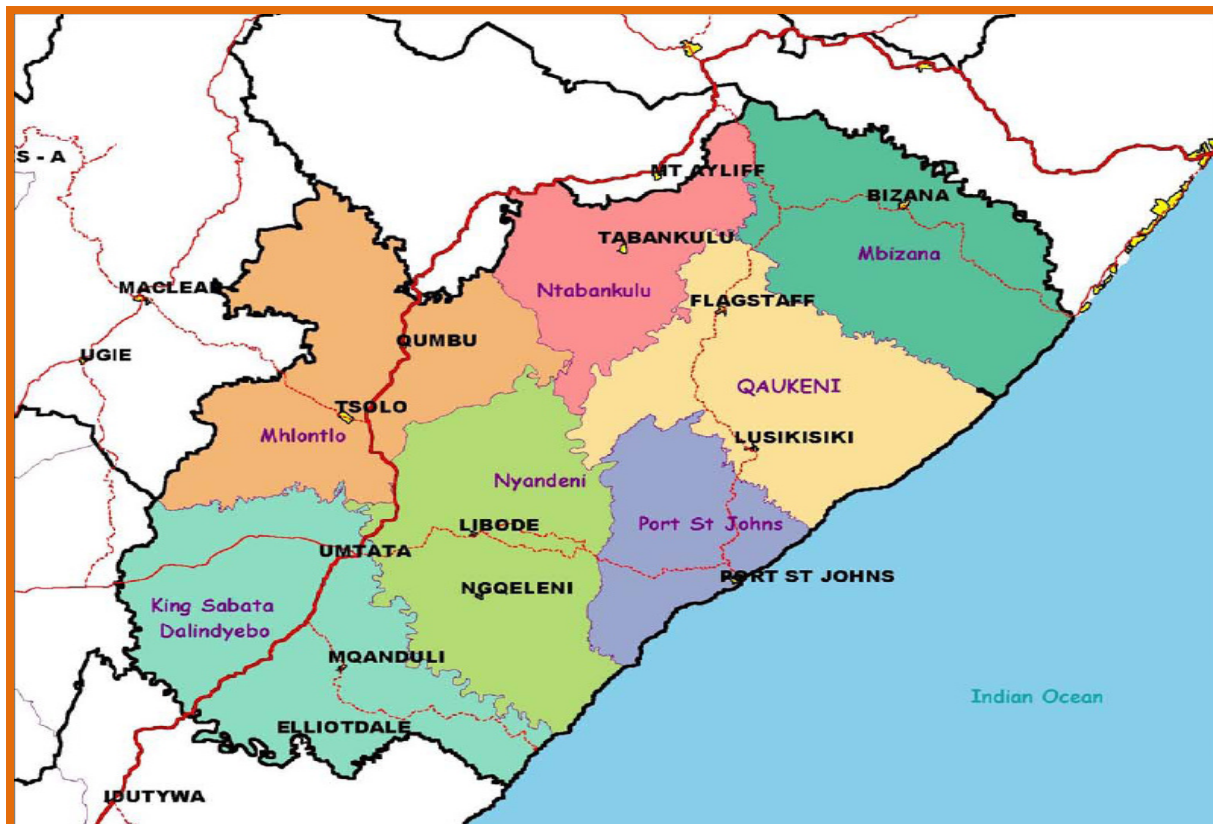 S - A
MT AYLIFF
BIZANA
TABANKULU
Mbizana
MACLEAR
Ntabankulu
FLAGSTAFF
UGIE
QUMBU
QAUKENI
TSOLO
Mhlontlo
LUSIKISIKI
Nyandeni
Port St Johns
LIBODE
UMTATA
PORT ST JOHNS
NGQELENI
King Sabata
Dalindyebo
MQANDULI
Indian Ocean
ELLIOTDALE
IDUTYWA